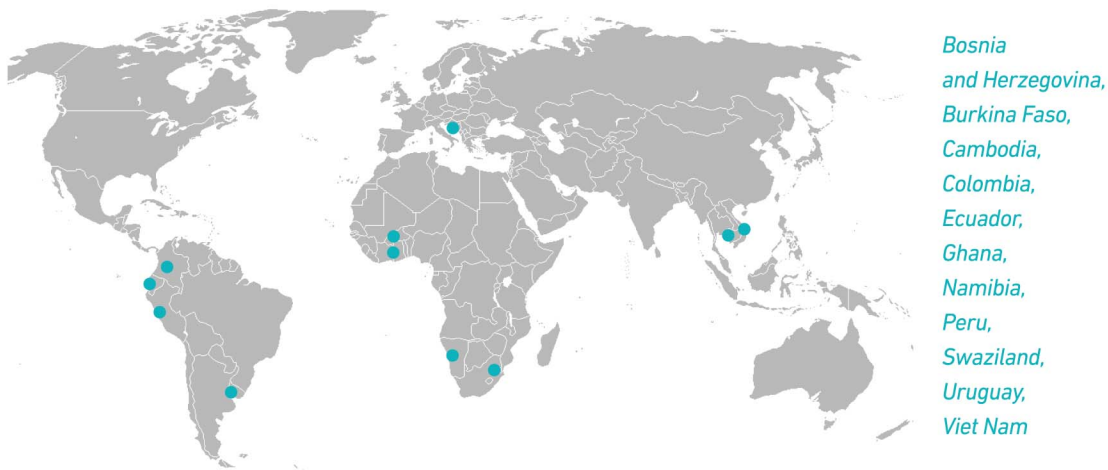 Bosnia
and Herzegovina,
Burkina Faso,
Cambodia,
Colombia,
Ecuador,
Ghana,
Namibia,
Peru,
Swaziland,
Uruguay,
Viet Nam